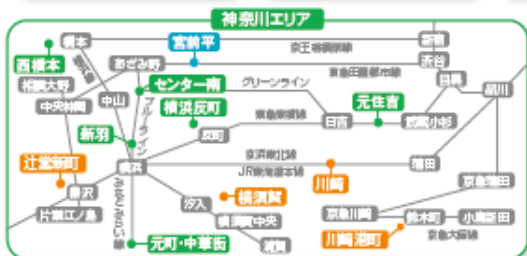 神奈川エリア
橋本
宮前平
京王相模原線
調布
西橋本
あざみ野
東急田園都市線
渋谷
相模大野
センター南
グリーンライン
目黒
品川
中央林間
中山
ブルーライン
横浜反町
元住吉
新羽
反町
東急東横線
日吉
武蔵小杉
辻堂新町
横浜
京浜東北線
JR東海道本線
蒲田
藤沢
みなとみらい線
汐入
横須賀
川崎
京急蒲田
片瀬江ノ島
横須賀中央
京急川崎
鈴木町
小島新田
元町・中華街
浦賀
川崎港町
京急大師線